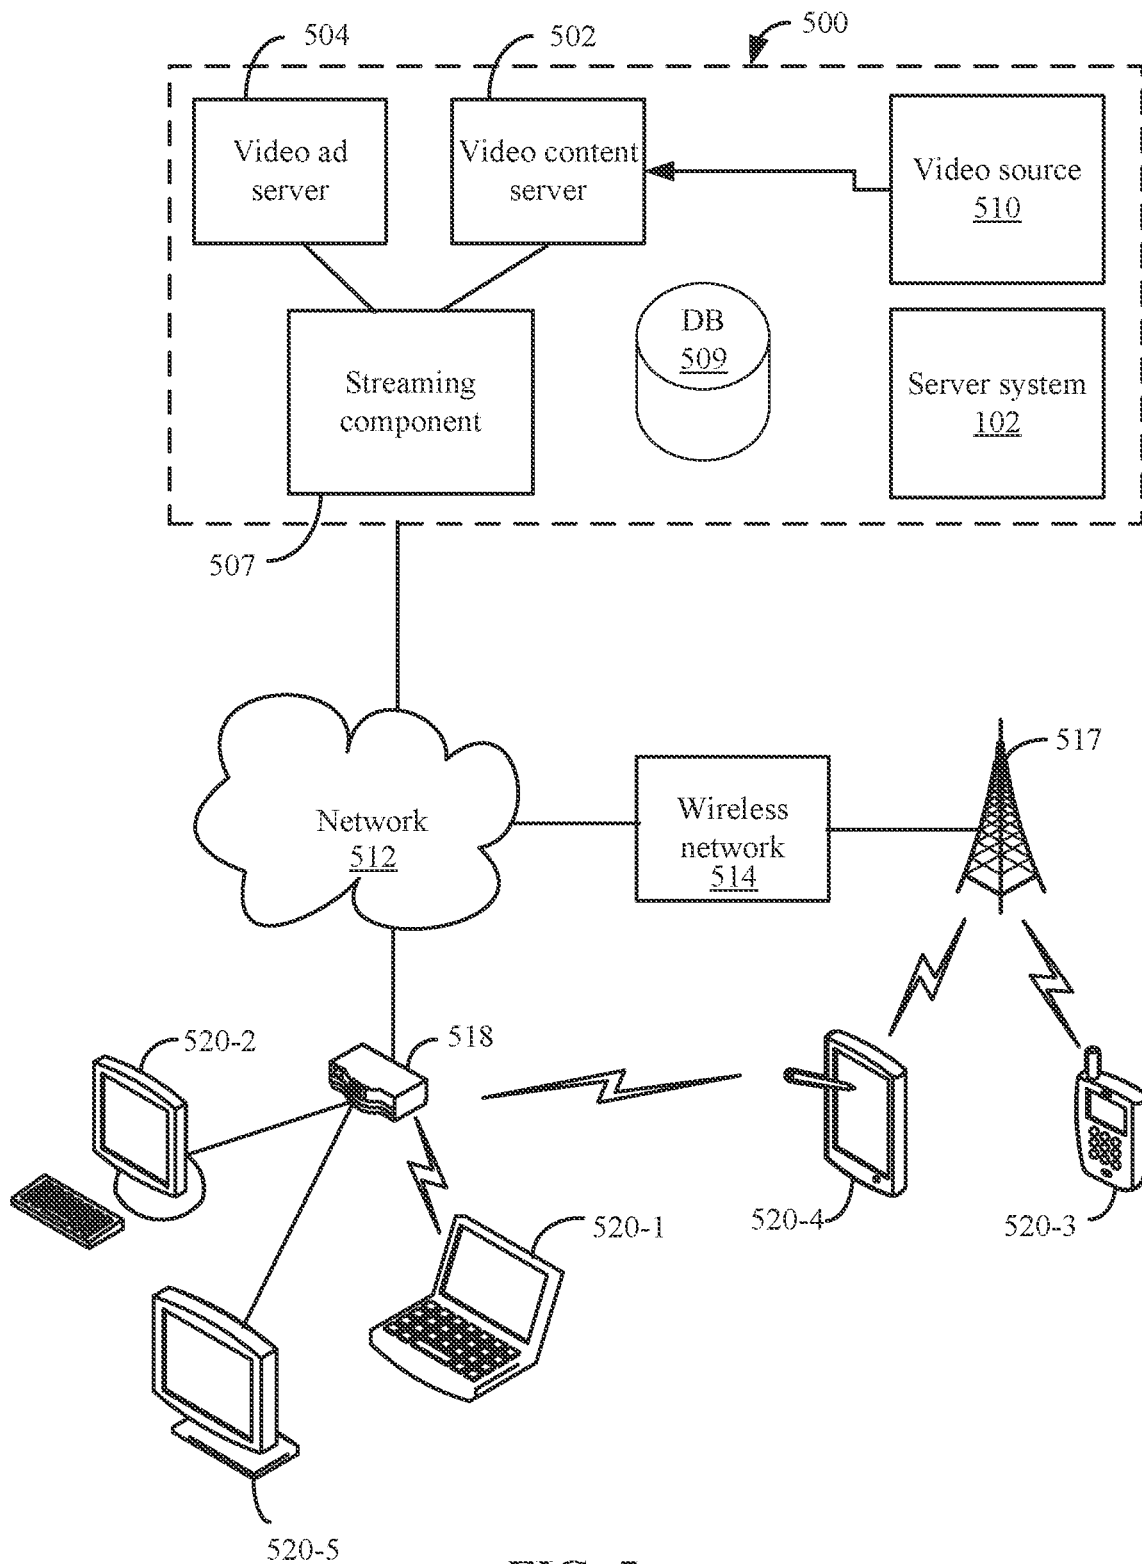 504
502
500
Video ad
server
Video content
server
Video source
510
DB
509
Streaming
component
Server system
102
507
517
Network
512
Wireless
network
514
520-2
518
520-1
520-4
520-3
520-5